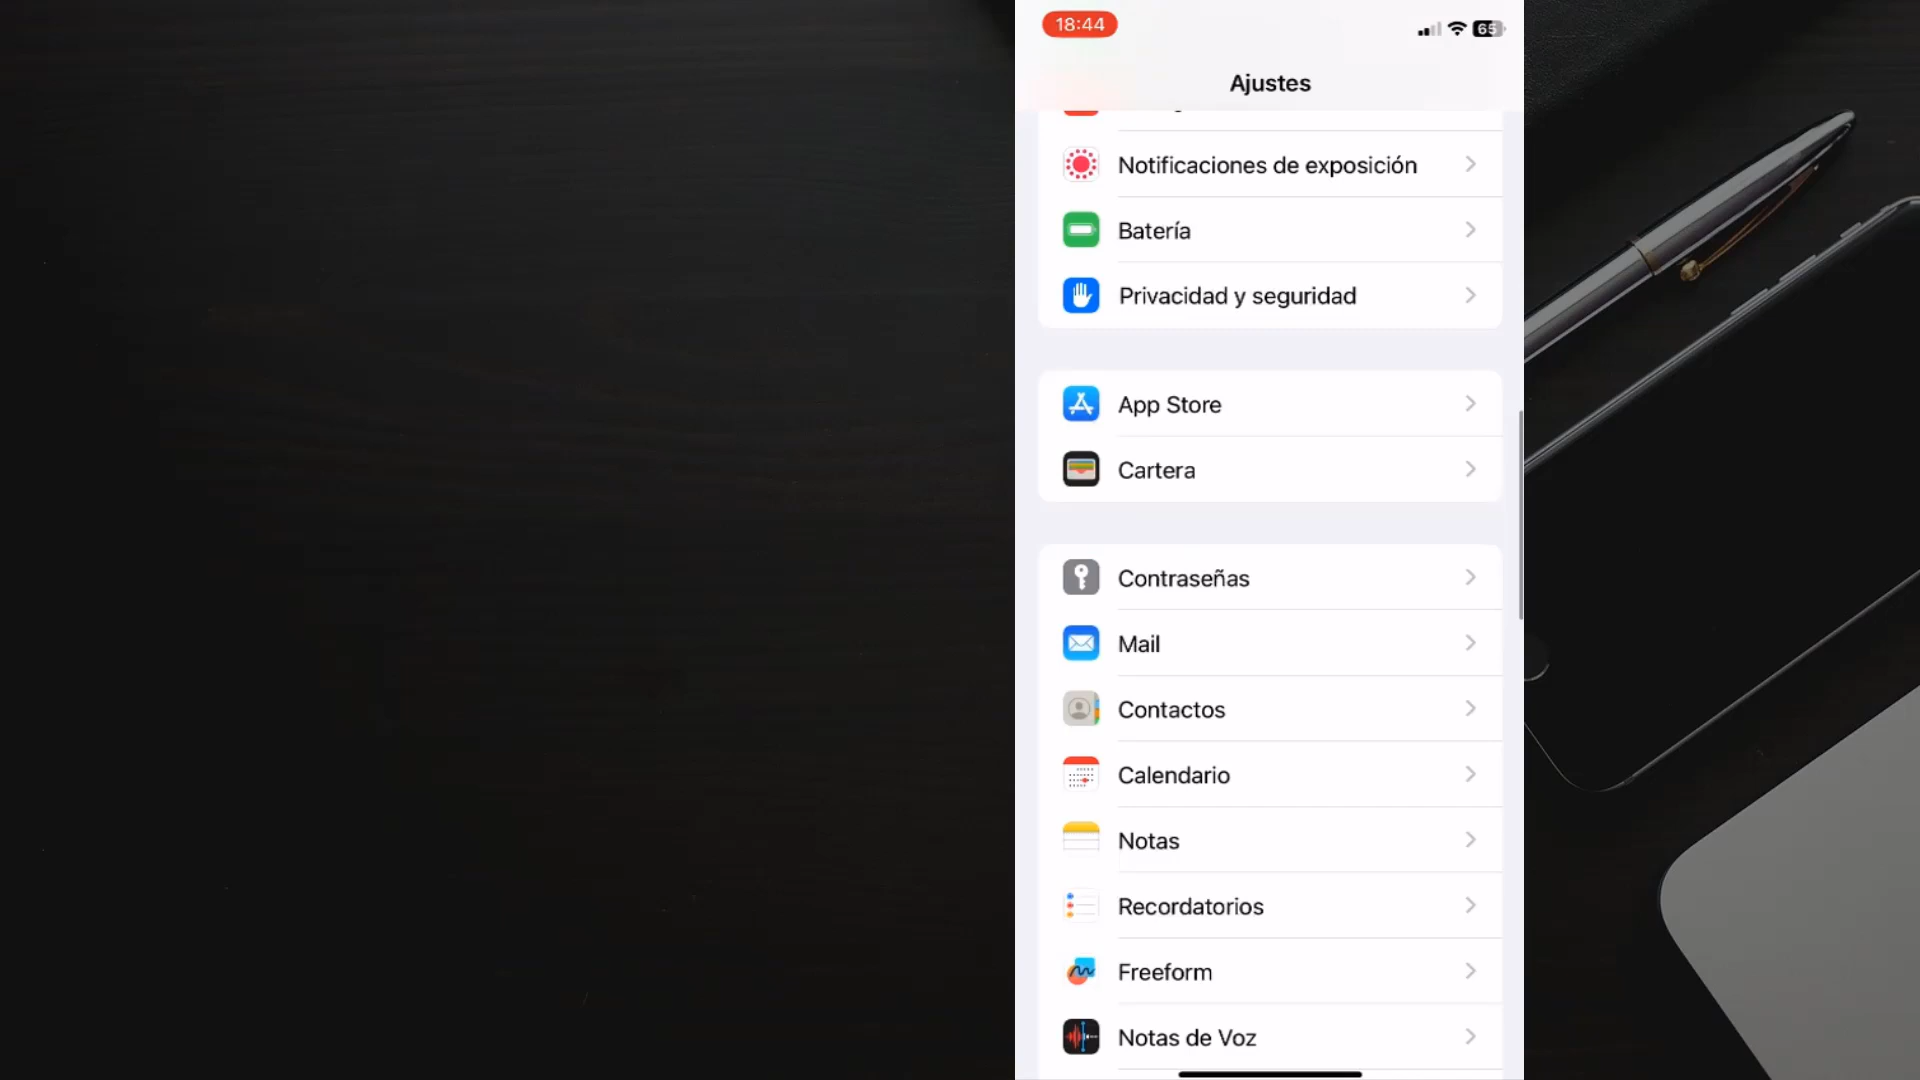 18:44
65
Ajustes
Notificaciones de exposición
Batería
Privacidad y seguridad
App Store
Cartera
Contraseñas
Mail
Contactos
Calendario
Notas
Recordatorios
Freeform
Notas de Voz